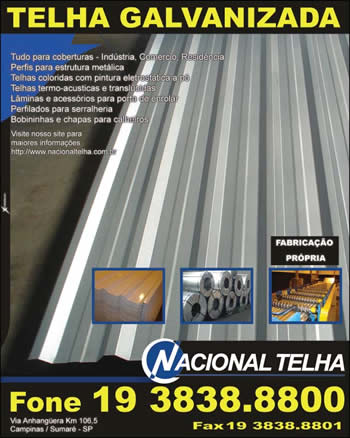 TELHA GALVANIZADA
Tudo para coberturas - Indústria, Comercio, Residência
Perfis para estrutura metálica
Telhas coloridas com pintura eletrostática a pó
Telhas termo-acusticas e translúcidas
Lâminas e acessórios para porta de enrolar
Perfilados para serralheria
Bobininhas e chapas para calheiros
Visite nosso site para
maiores informações
http://www.nacionaltelha.com.br
FABRICAÇÃO
PRÓPRIA
NACIONAL TELHA
Fone 19 3838.8800
Via Anhangüera Km 106,5
Campinas / Sumaré - SP
Fax 19 3838.8801